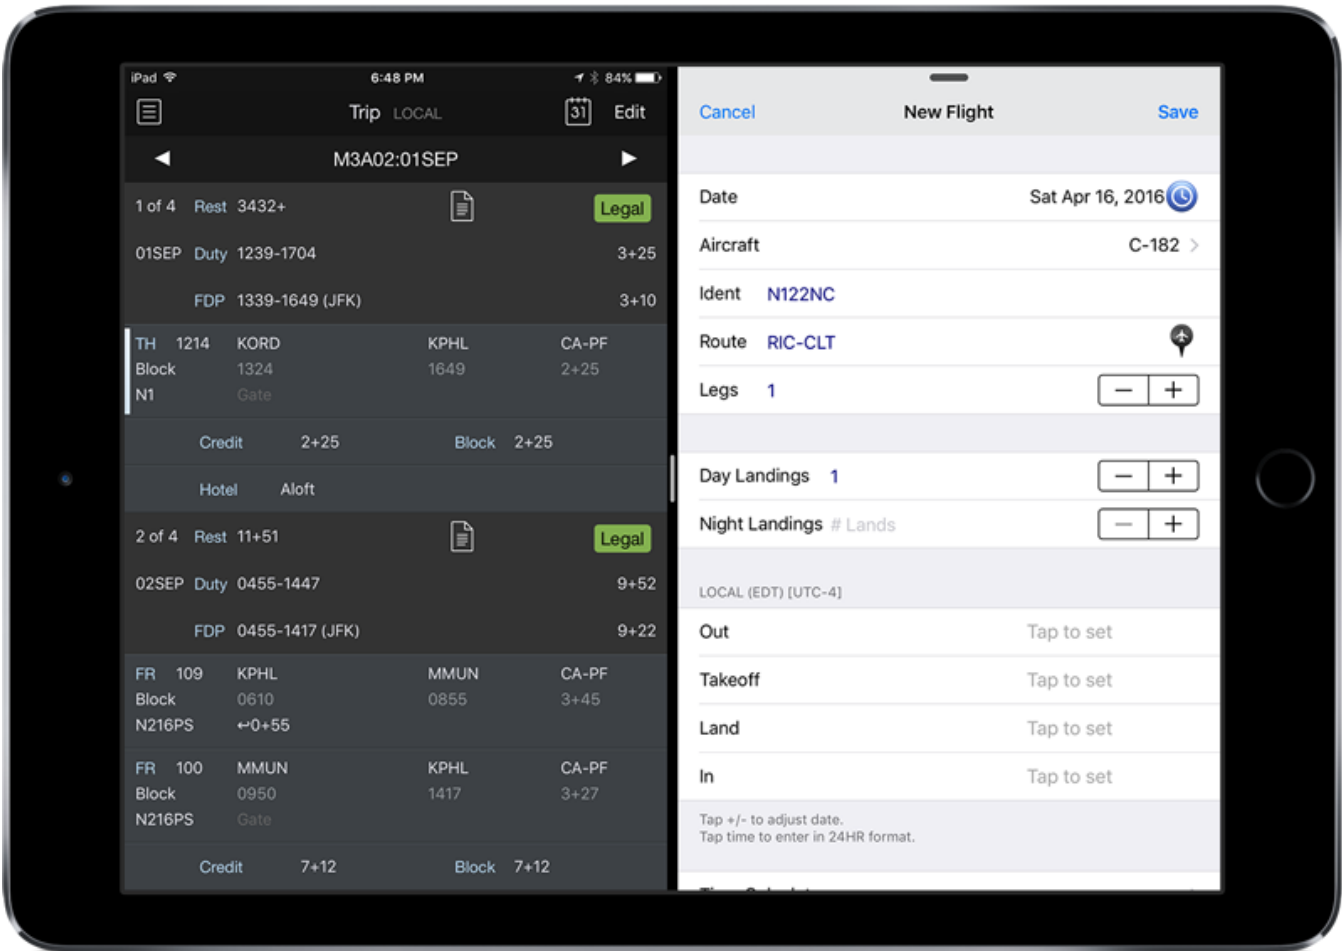 iPad 6:48 PM 84%
Trip LOCAL 31 Edit
M3A02:01SEP
1 of 4 Rest 3432+ Legal
01SEP Duty 1239-1704 3+25
FDP 1339-1649 (JFK) 3+10
TH 1214 KORD KPHL CA-PF
Block 1324 1649 2+25
N1 Gate
Credit 2+25 Block 2+25
Hotel Aloft
2 of 4 Rest 11+51 Legal
02SEP Duty 0455-1447 9+52
FDP 0455-1417 (JFK) 9+22
FR 109 KPHL MMUN CA-PF
Block 0610 0855 3+45
N216PS ↩0+55
FR 100 MMUN KPHL CA-PF
Block 0950 1417 3+27
N216PS Gate
Credit 7+12 Block 7+12
Cancel New Flight Save
Date Sat Apr 16, 2016
Aircraft C-182 >
Ident N122NC
Route RIC-CLT
Legs 1 − +
Day Landings 1 − +
Night Landings # Lands − +
LOCAL (EDT) [UTC-4]
Out Tap to set
Takeoff Tap to set
Land Tap to set
In Tap to set
Tap +/- to adjust date.
Tap time to enter in 24HR format.